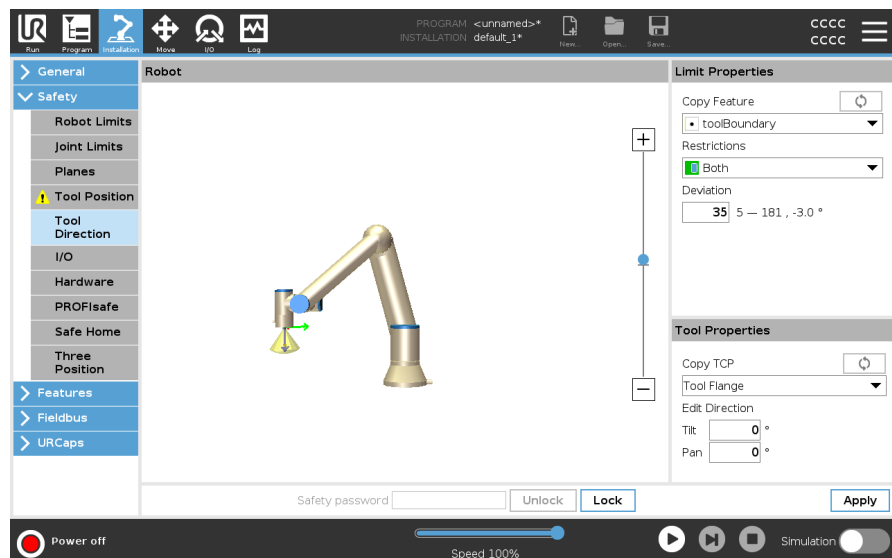 PROGRAM <unnamed>*
INSTALLATION default_1*
CCCC
CCCC
Run Program Installation Move I/O Log New... Open... Save...
General
Safety
Robot Limits
Joint Limits
Planes
Tool Position
Tool
Direction
I/O
Hardware
PROFIsafe
Safe Home
Three
Position
Features
Fieldbus
URCaps
Robot
Limit Properties
Copy Feature
toolBoundary
Restrictions
Both
Deviation
35 5 — 181 , -3.0 °
Tool Properties
Copy TCP
Tool Flange
Edit Direction
Tilt 0 °
Pan 0 °
Safety password Unlock Lock Apply
Power off
Speed 100%
Simulation